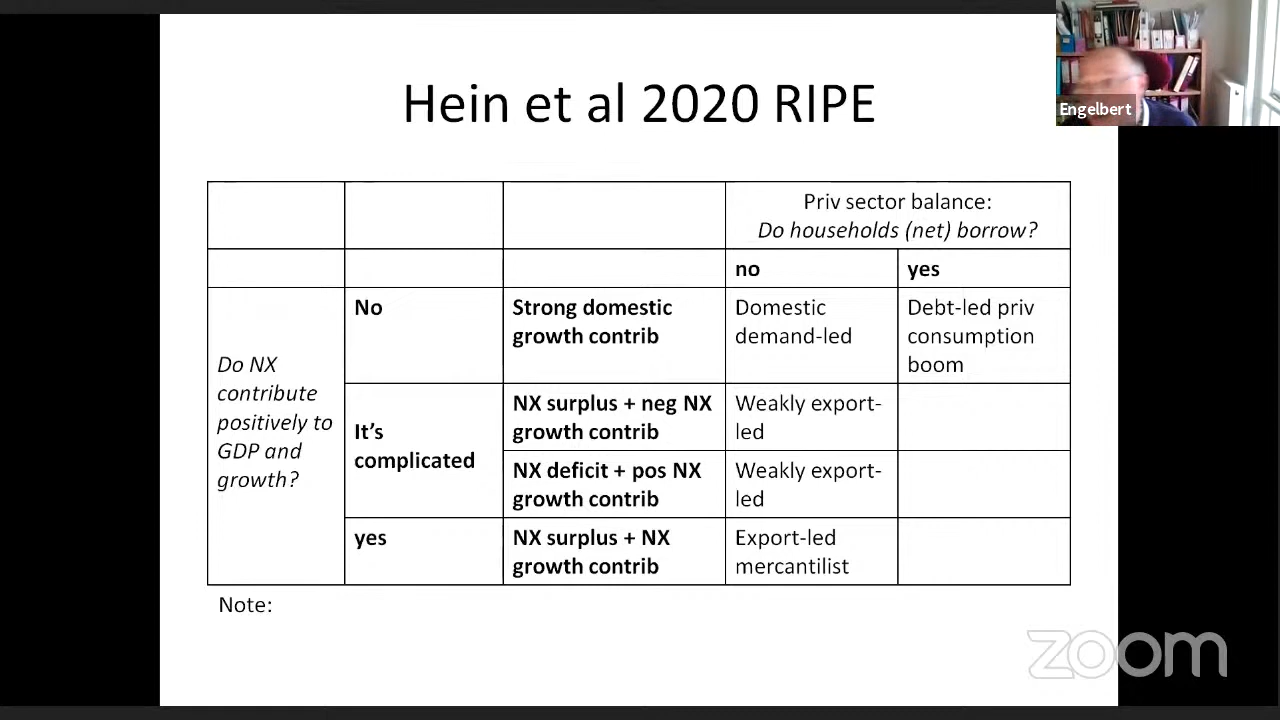 Hein et al 2020 RIPE
Engelbert
Priv sector balance:
Do households (net) borrow?
no
yes
Do NX
contribute
positively to
GDP and
growth?
No
Strong domestic
growth contrib
Domestic
demand-led
Debt-led priv
consumption
boom
It's
complicated
NX surplus + neg NX
growth contrib
Weakly export-
led
NX deficit + pos NX
growth contrib
Weakly export-
led
yes
NX surplus + NX
growth contrib
Export-led
mercantilist
Note:
zoom